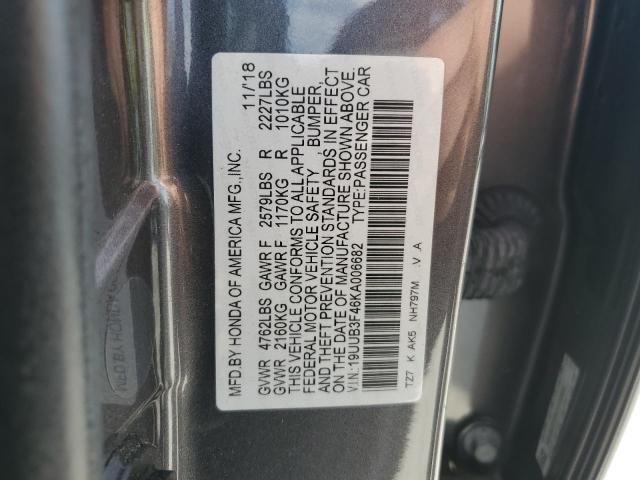 MFD.BY HONDA OF AMERICA MFG.,INC. 11/18
GVWR 4762LBS GAWR F 2579LBS R 2227LBS
GVWR 2160KG GAWR F 1170KG R 1010KG
THIS VEHICLE CONFORMS TO ALL APPLICABLE
FEDERAL MOTOR VEHICLE SAFETY BUMPER,
AND THEFT PREVENTION STANDARDS IN EFFECT
ON THE DATE OF MANUFACTURE SHOWN ABOVE.
V.I.N.:19UUB3F46KA006682 TYPE:PASSENGER CAR
TZ7 K AK5 NH797M .V .A